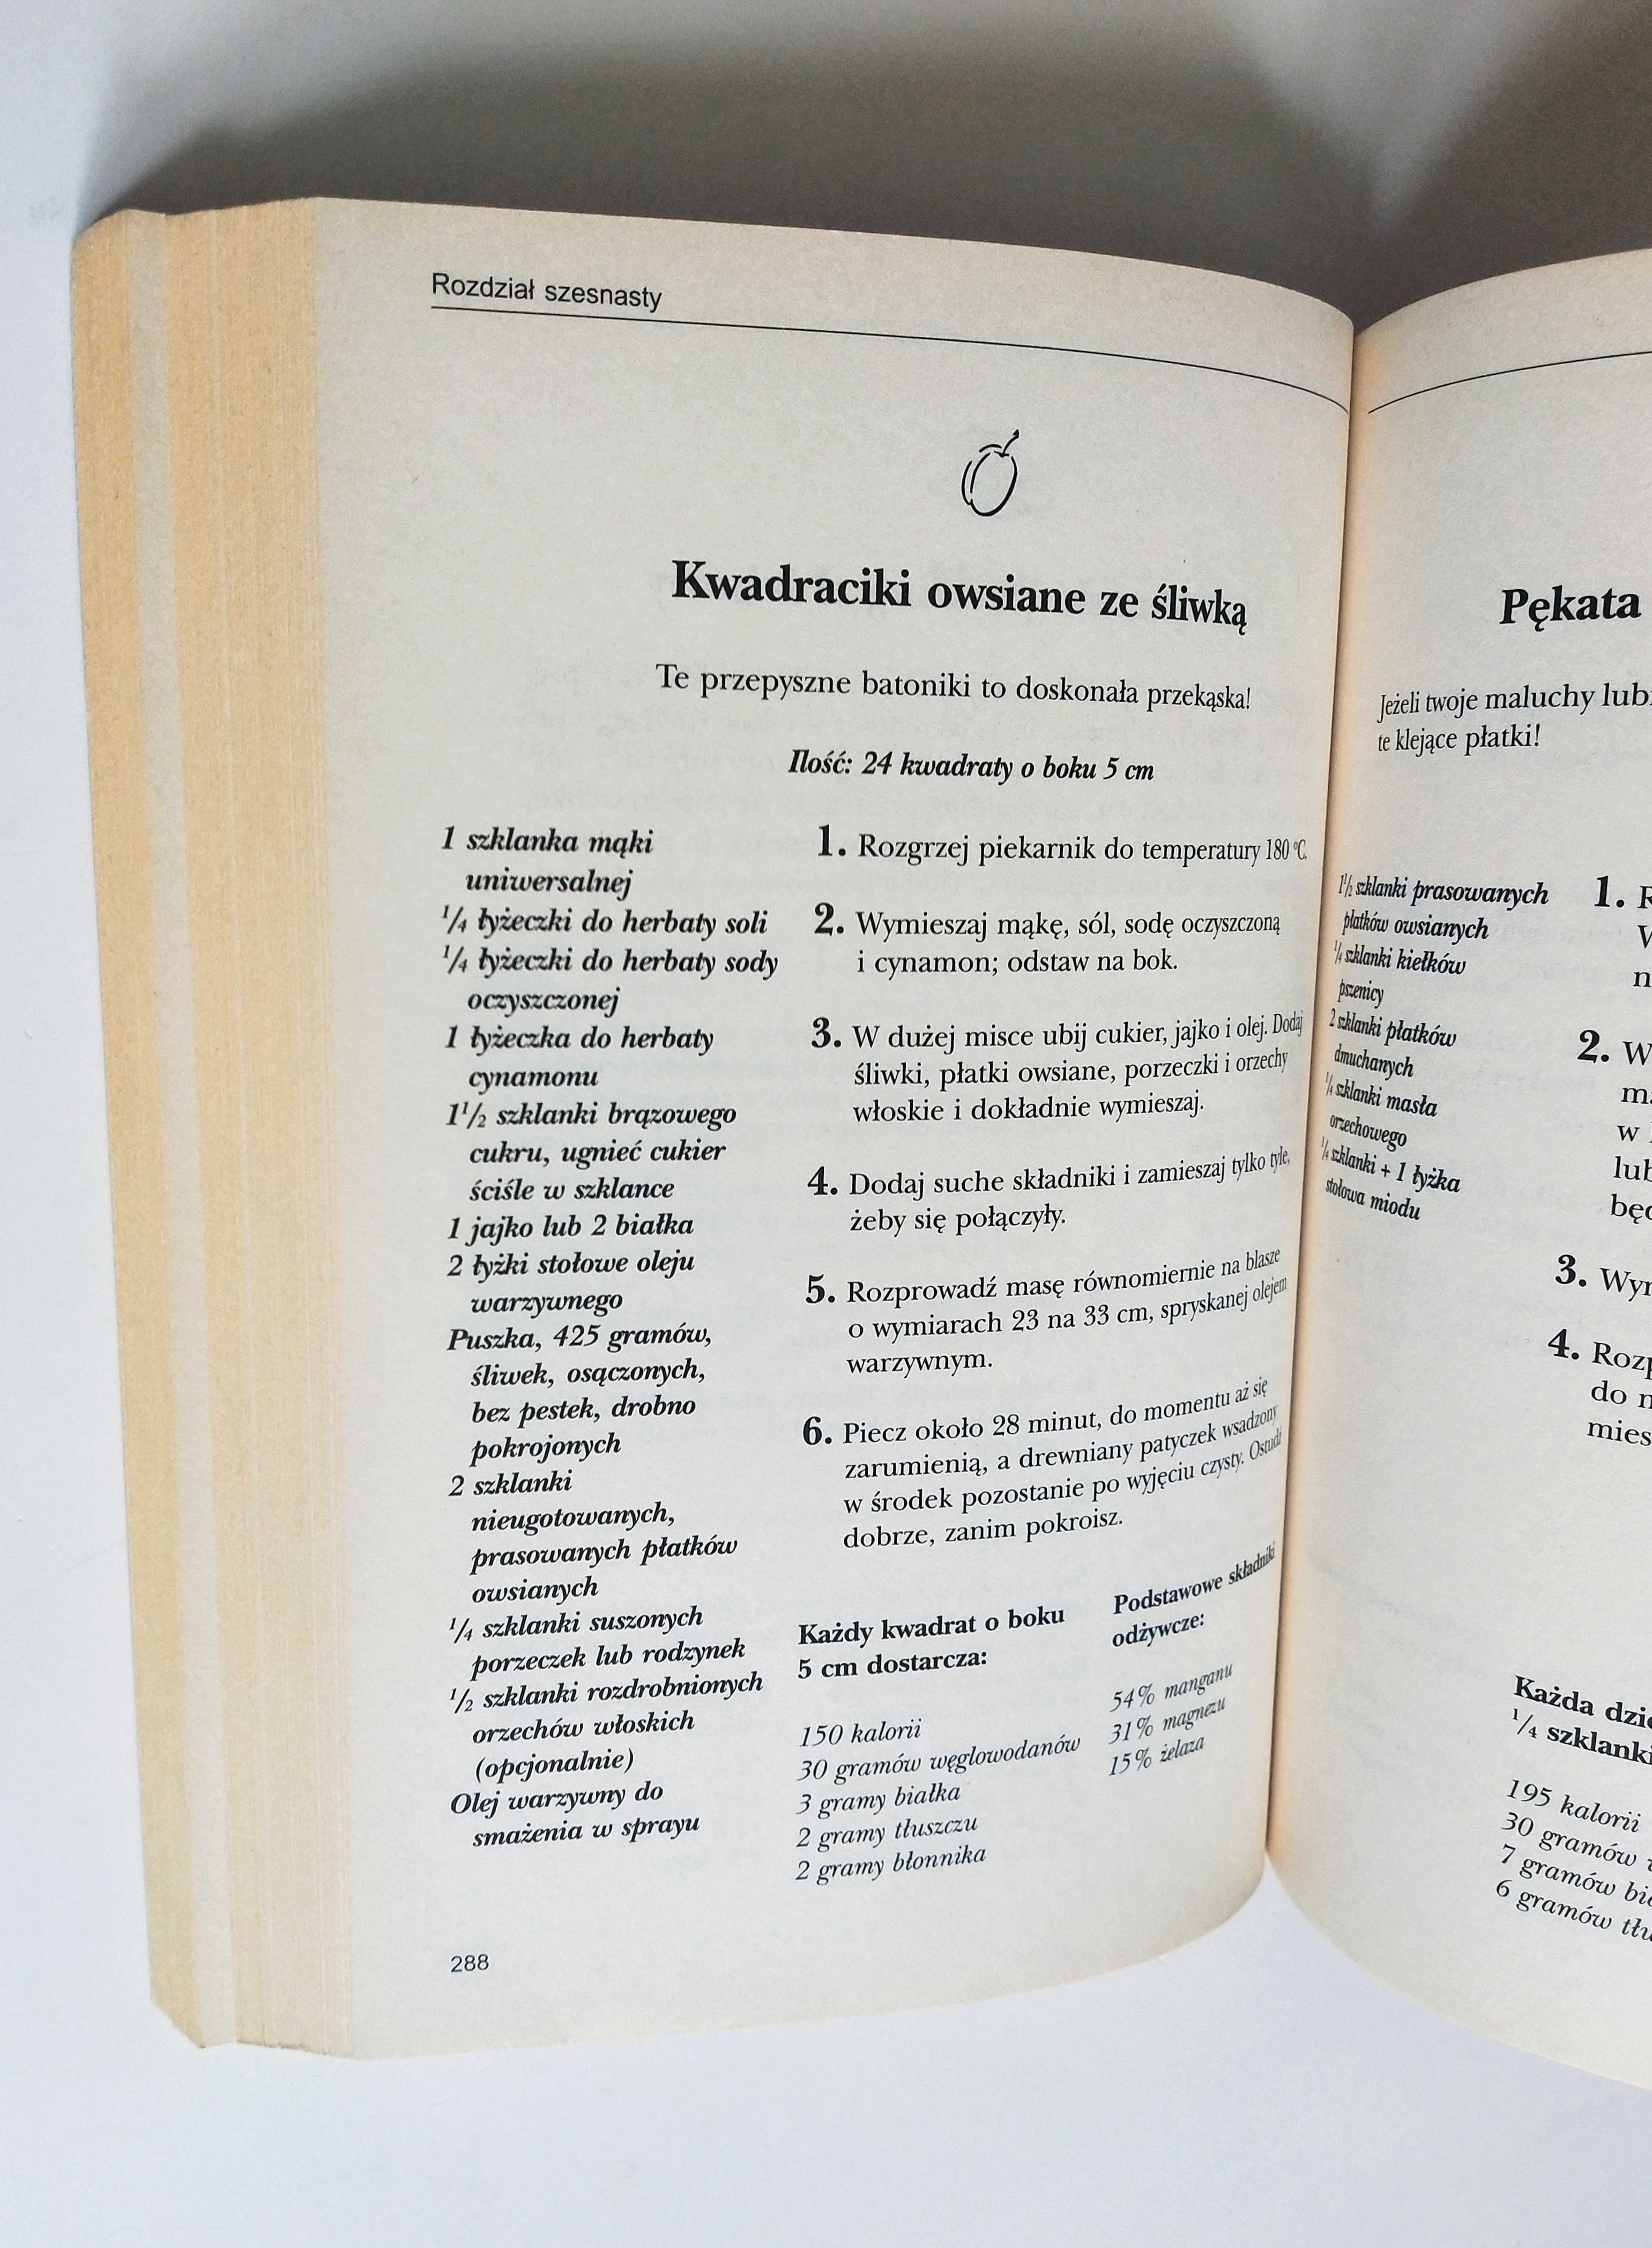 Rozdział szesnasty
Kwadraciki owsiane ze śliwką
Te przepyszne batoniki to doskonała przekąska!
Ilość: 24 kwadraty o boku 5 cm
1 szklanka mąki
uniwersalnej
1/4 łyżeczki do herbaty soli
1/4 łyżeczki do herbaty sody
oczyszczonej
1 łyżeczka do herbaty
cynamonu
1 1/2 szklanki brązowego
cukru, ugnieć cukier
ściśle w szklance
1 jajko lub 2 białka
2 łyżki stołowe oleju
warzywnego
Puszka, 425 gramów,
śliwek, osączonych,
bez pestek, drobno
pokrojonych
2 szklanki
nieugotowanych,
prasowanych płatków
owsianych
1/4 szklanki suszonych
porzeczek lub rodzynek
1/2 szklanki rozdrobnionych
orzechów włoskich
(opcjonalnie)
Olej warzywny do
smażenia w sprayu
1. Rozgrzej piekarnik do temperatury 180 °C.
2. Wymieszaj mąkę, sól, sodę oczyszczoną
i cynamon; odstaw na bok.
3. W dużej misce ubij cukier, jajko i olej. Dodaj
śliwki, płatki owsiane, porzeczki i orzechy
włoskie i dokładnie wymieszaj.
4. Dodaj suche składniki i zamieszaj tylko tyle,
żeby się połączyły.
5. Rozprowadź masę równomiernie na blasze
o wymiarach 23 na 33 cm, spryskanej olejem
warzywnym.
6. Piecz około 28 minut, do momentu aż się
zarumienią, a drewniany patyczek wsadzony
w środek pozostanie po wyjęciu czysty. Ostudź
dobrze, zanim pokroisz.
Każdy kwadrat o boku
5 cm dostarcza:
150 kalorii
30 gramów węglowodanów
3 gramy białka
2 gramy tłuszczu
2 gramy błonnika
Podstawowe składniki
odżywcze:
54% manganu
31% magnezu
15% żelaza
288
Pękata
Jeżeli twoje maluchy
te klejące płatki!
1 1/2 szklanki prasowanych
płatków owsianych
1/4 szklanki kiełków
pszenicy
2 szklanki płatków
dmuchanych
1/4 szklanki masła
orzechowego
1/4 szklanki + 1 łyżka
stołowa miodu
1.
2.
w
3.
4.
do
Każda
1/4 szklanki
195 kalorii
30 gramów
7 gramów
6 gramów